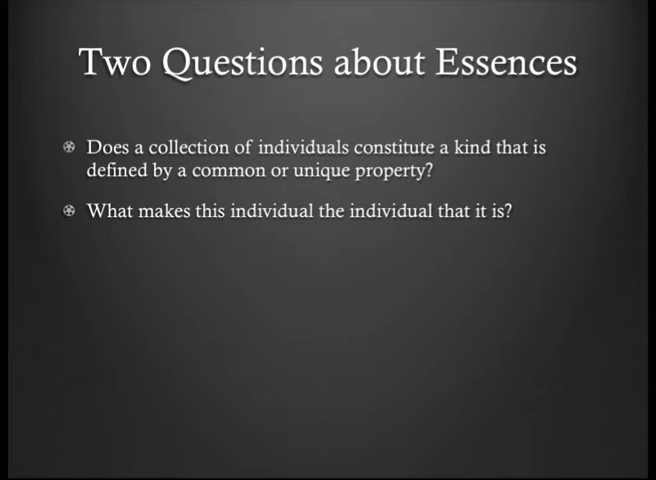 Two Questions about Essences
Does a collection of individuals constitute a kind that is
defined by a common or unique property?
What makes this individual the individual that it is?